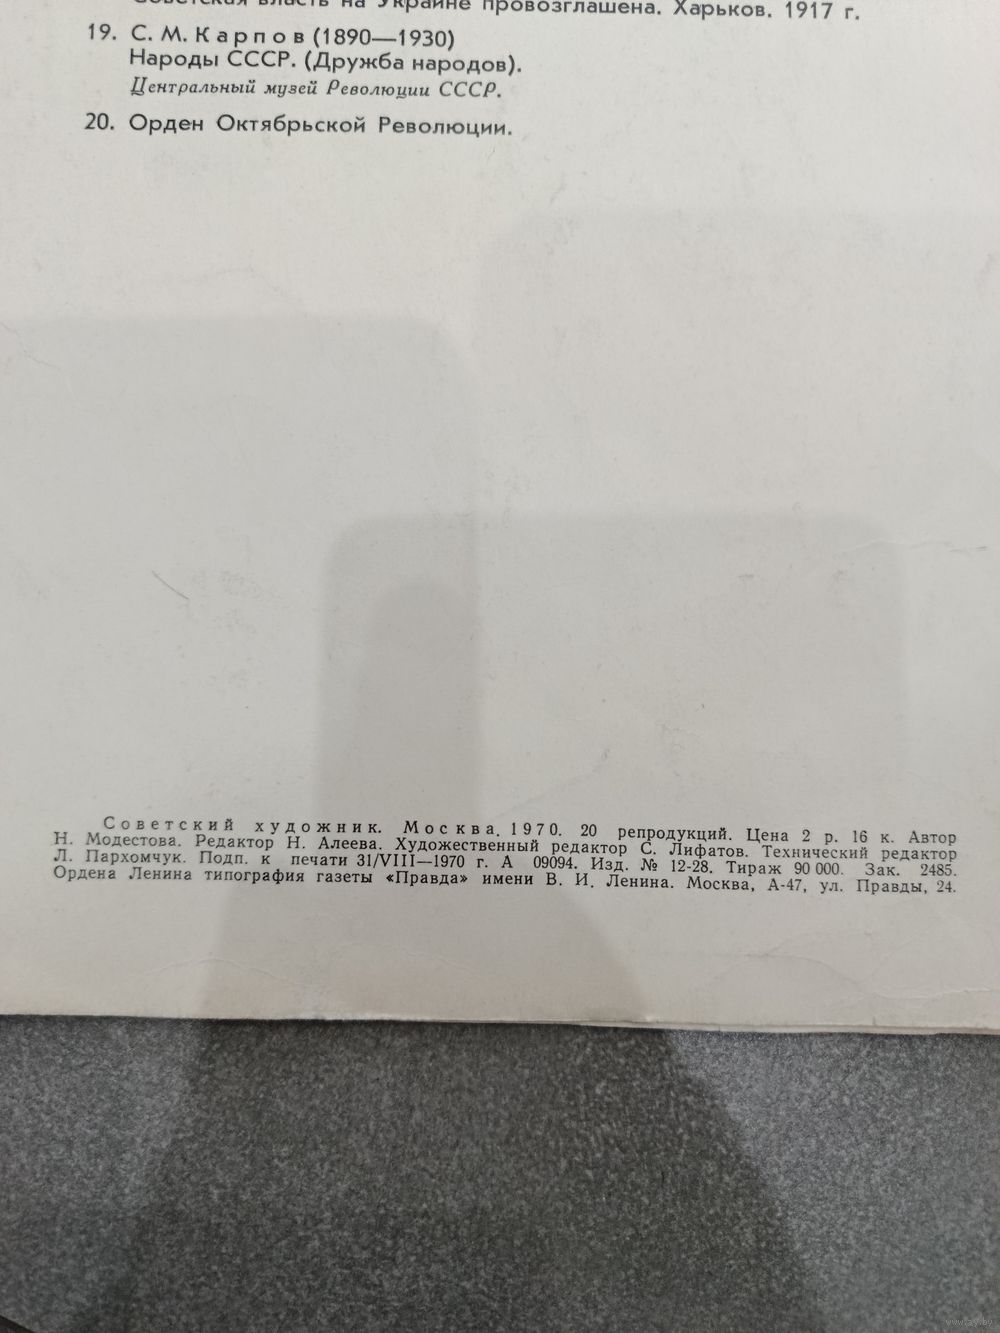 Советская власть на Украине провозглашена. Харьков. 1917 г.
19. С. М. Карпов (1890—1930)
Народы СССР. (Дружба народов).
Центральный музей Революции СССР.
20. Орден Октябрьской Революции.
Советский художник. Москва. 1970. 20 репродукций. Цена 2 р. 16 к. Автор
Н. Модестова. Редактор Н. Алеева. Художественный редактор С. Лифатов. Технический редактор
Л. Пархомчук. Подп. к печати 31/VIII—1970 г. А 09094. Изд. № 12-28. Тираж 90 000. Зак. 2485.
Ордена Ленина типография газеты «Правда» имени В. И. Ленина. Москва, А-47, ул. Правды, 24.
www.ay.by